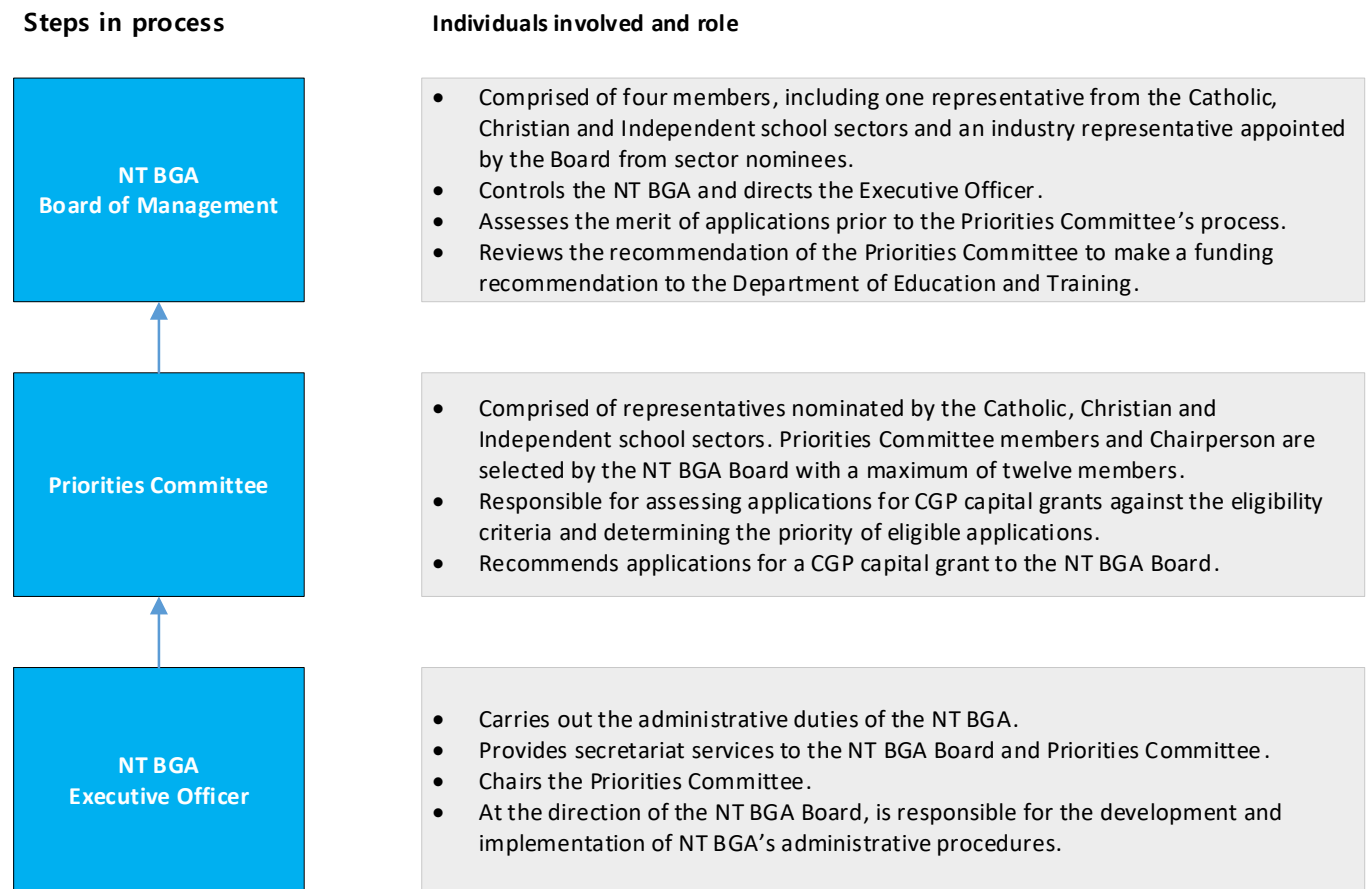 Steps in process
Individuals involved and role
NT BGA
Board of Management
• Comprised of four members, including one representative from the Catholic,
Christian and Independent school sectors and an industry representative appointed
by the Board from sector nominees.
• Controls the NT BGA and directs the Executive Officer.
• Assesses the merit of applications prior to the Priorities Committee's process.
• Reviews the recommendation of the Priorities Committee to make a funding
recommendation to the Department of Education and Training.
Priorities Committee
• Comprised of representatives nominated by the Catholic, Christian and
Independent school sectors. Priorities Committee members and Chairperson are
selected by the NT BGA Board with a maximum of twelve members.
• Responsible for assessing applications for CGP capital grants against the eligibility
criteria and determining the priority of eligible applications.
• Recommends applications for a CGP capital grant to the NT BGA Board.
NT BGA
Executive Officer
• Carries out the administrative duties of the NT BGA.
• Provides secretariat services to the NT BGA Board and Priorities Committee.
• Chairs the Priorities Committee.
• At the direction of the NT BGA Board, is responsible for the development and
implementation of NT BGA's administrative procedures.